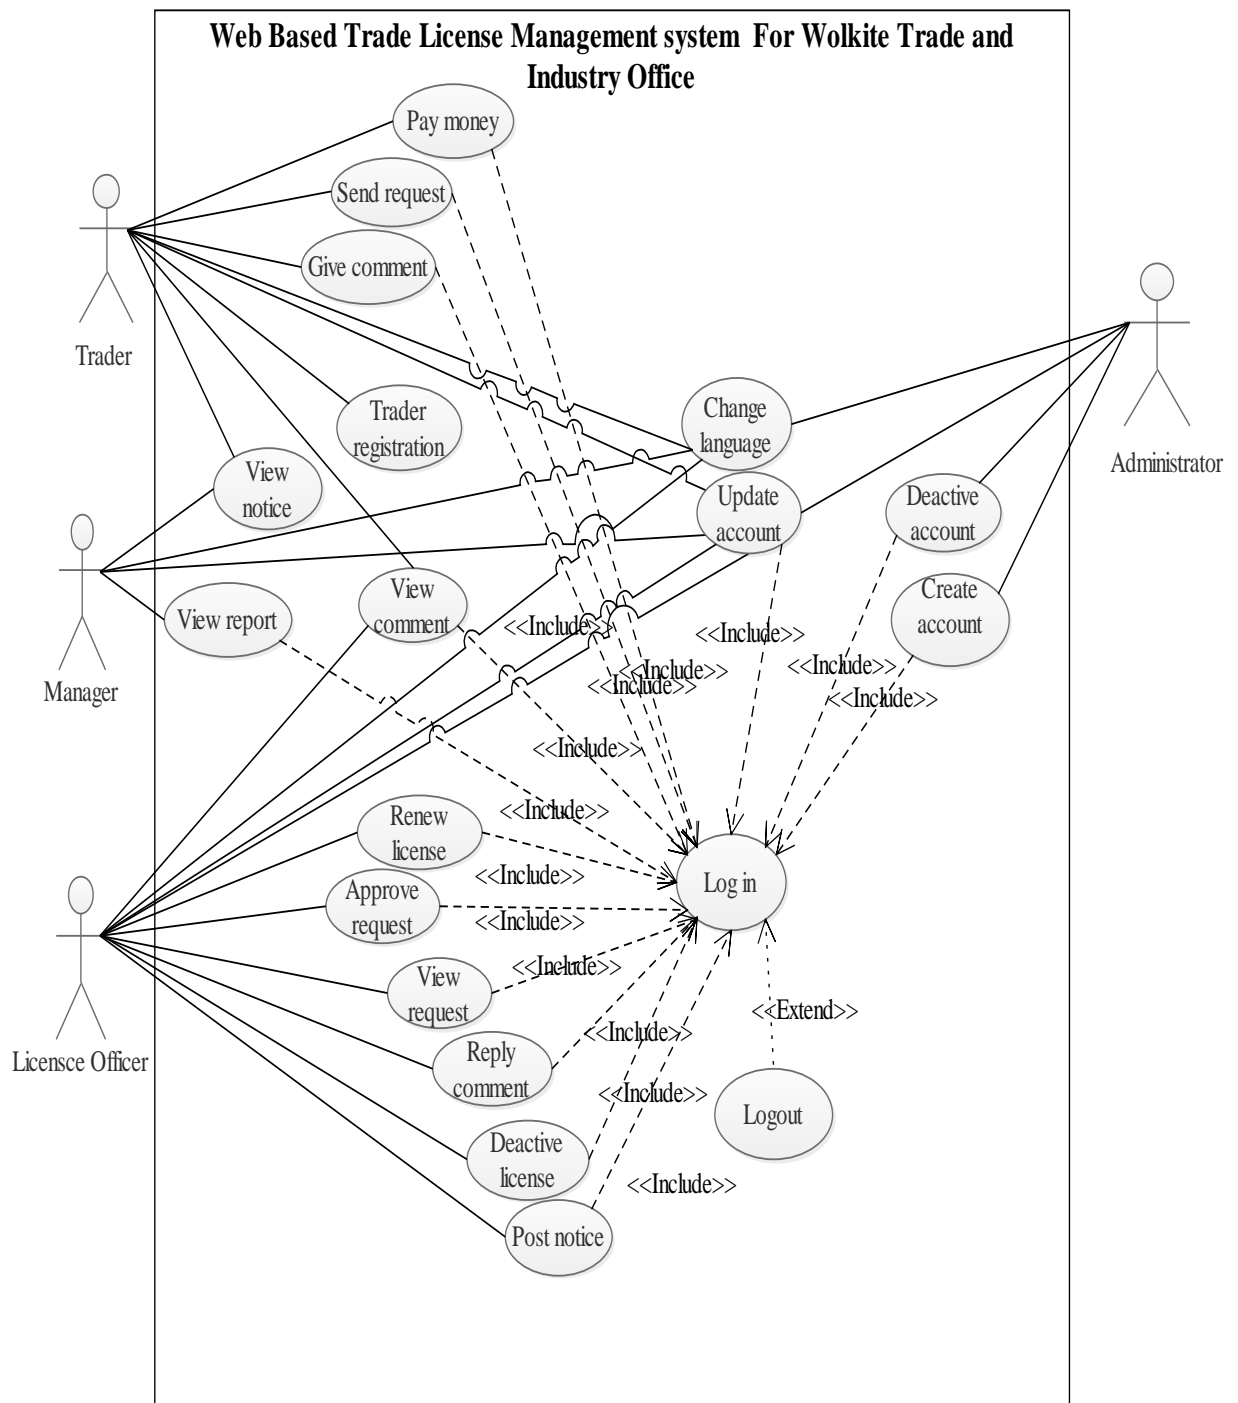 Web Based Trade License Management system For Wolkite Trade and
Industry Office
Pay money
Send request
Give comment
Trader
Trader
registration
Change
language
Administrator
View
notice
Update
account
Deactive
account
View report
View
comment
Create
account
Manager
<<Include>>
<<Include>>
<<Include>>
<<Include>>
<<Include>>
<<Include>>
<<Include>>
<<Include>>
Renew
license
Log in
<<Include>>
Approve
request
<<Include>>
View
request
<<Include>>
Licensce Officer
Reply
comment
<<Include>>
<<Extend>>
<<Include>>
Logout
Deactive
license
<<Include>>
Post notice